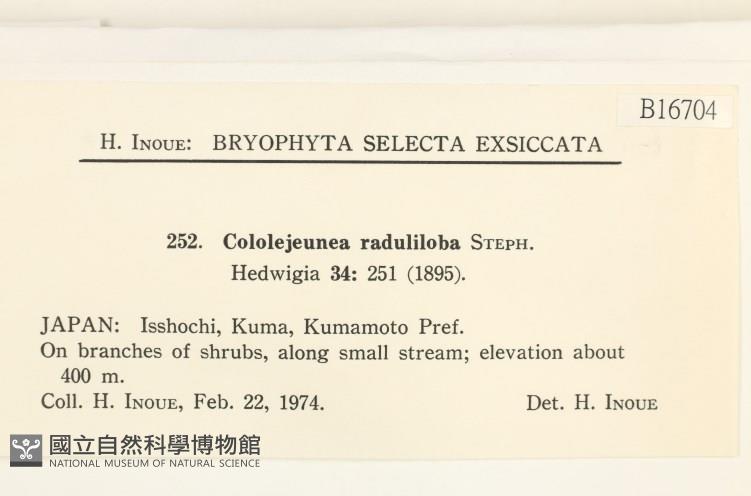 B16704
H. INOUE: BRYOPHYTA SELECTA EXSICCATA
252. Cololejeunea raduliloba STEPH.
Hedwigia 34: 251 (1895).
JAPAN: Isshochi, Kuma, Kumamoto Pref.
On branches of shrubs, along small stream; elevation about
400 m.
Coll. H. INOUE, Feb. 22, 1974. Det. H. INOUE
國立自然科學博物館
NATIONAL MUSEUM OF NATURAL SCIENCE